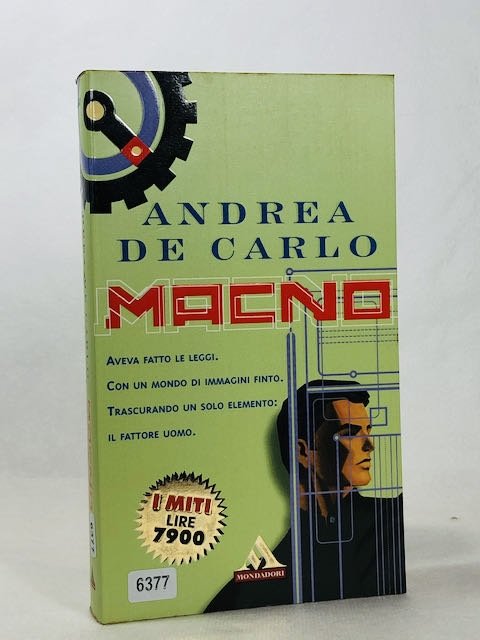 ANDREA
DE CARLO
MACNO
AVEVA FATTO LE LEGGI.
CON UN MONDO DI IMMAGINI FINTO.
TRASCURANDO UN SOLO ELEMENTO:
IL FATTORE UOMO.
I MITI
LIRE
7900
MONDADORI
6377